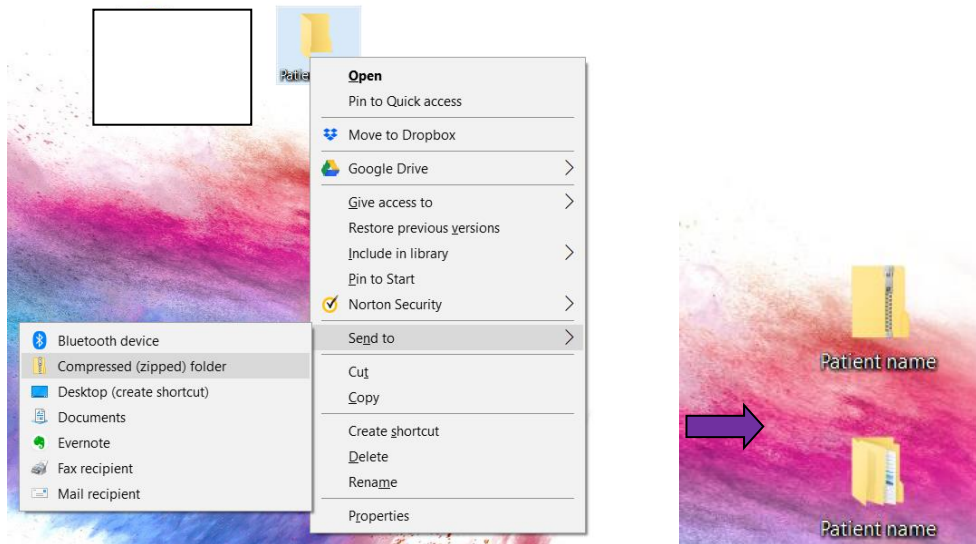 Open
Pin to Quick access
Move to Dropbox
Google Drive
Give access to
Restore previous versions
Include in library
Pin to Start
Norton Security
Send to
Cut
Copy
Create shortcut
Delete
Rename
Properties
Bluetooth device
Compressed (zipped) folder
Desktop (create shortcut)
Documents
Evernote
Fax recipient
Mail recipient
Patient name
Patient name